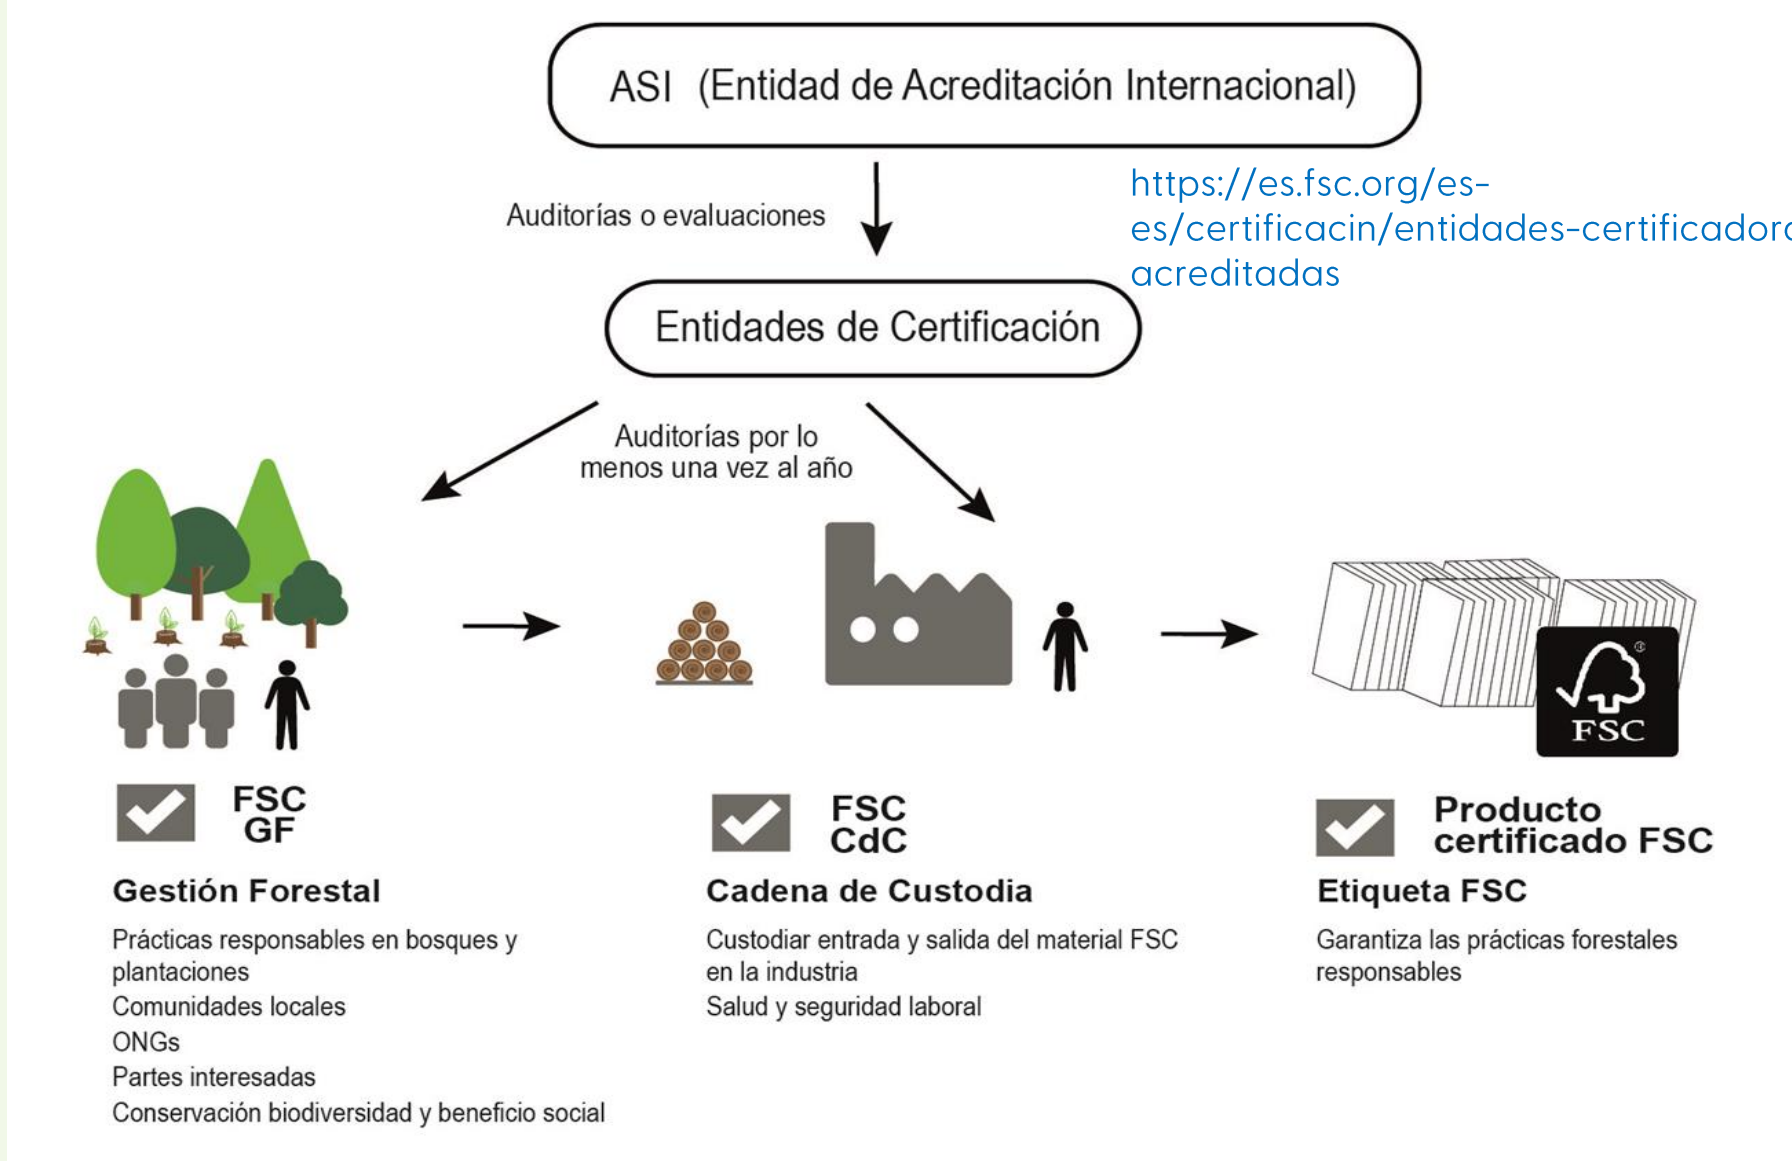 ASI (Entidad de Acreditación Internacional)
Auditorías o evaluaciones
https://es.fsc.org/es-
es/certificacin/entidades-certificador
acreditadas
Entidades de Certificación
Auditorías por lo
menos una vez al año
FSC
FSC
GF
Gestión Forestal
Prácticas responsables en bosques y
plantaciones
Comunidades locales
ONGs
Partes interesadas
Conservación biodiversidad y beneficio social
FSC
CdC
Cadena de Custodia
Custodiar entrada y salida del material FSC
en la industria
Salud y seguridad laboral
Producto
certificado FSC
Etiqueta FSC
Garantiza las prácticas forestales
responsables